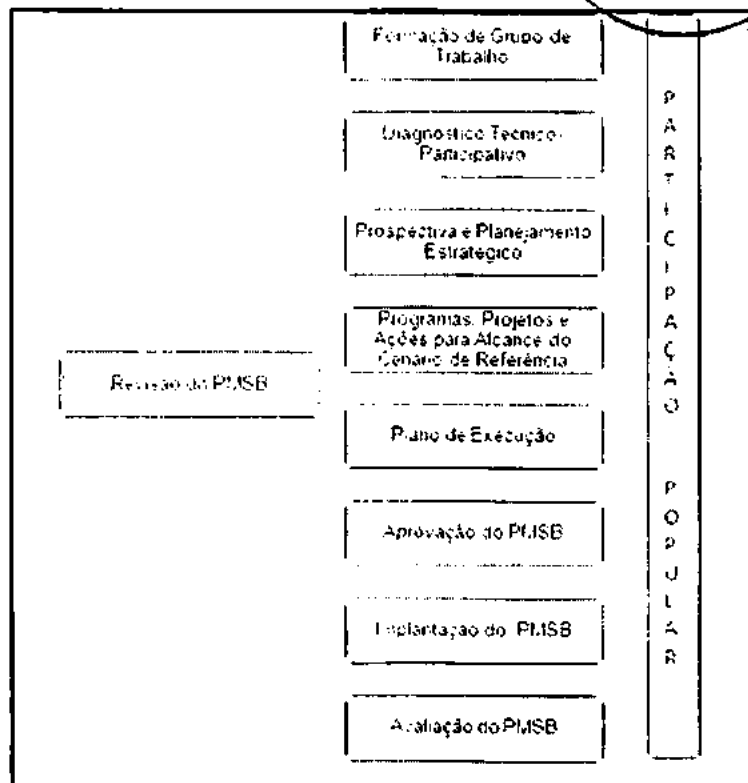 Formação de Grupo de
Trabalho
Diagnostico Tecnico-
Participativo
Prospectiva e Planejamento
Estratégico
Programas, Projetos e
Ações para Alcance do
Cenário de Referência
Revisão do PMSB
Plano de Execução
Aprovação do PMSB
Implantação do PMSB
Avaliação do PMSB
PARTICIPAÇÃO POPULAR